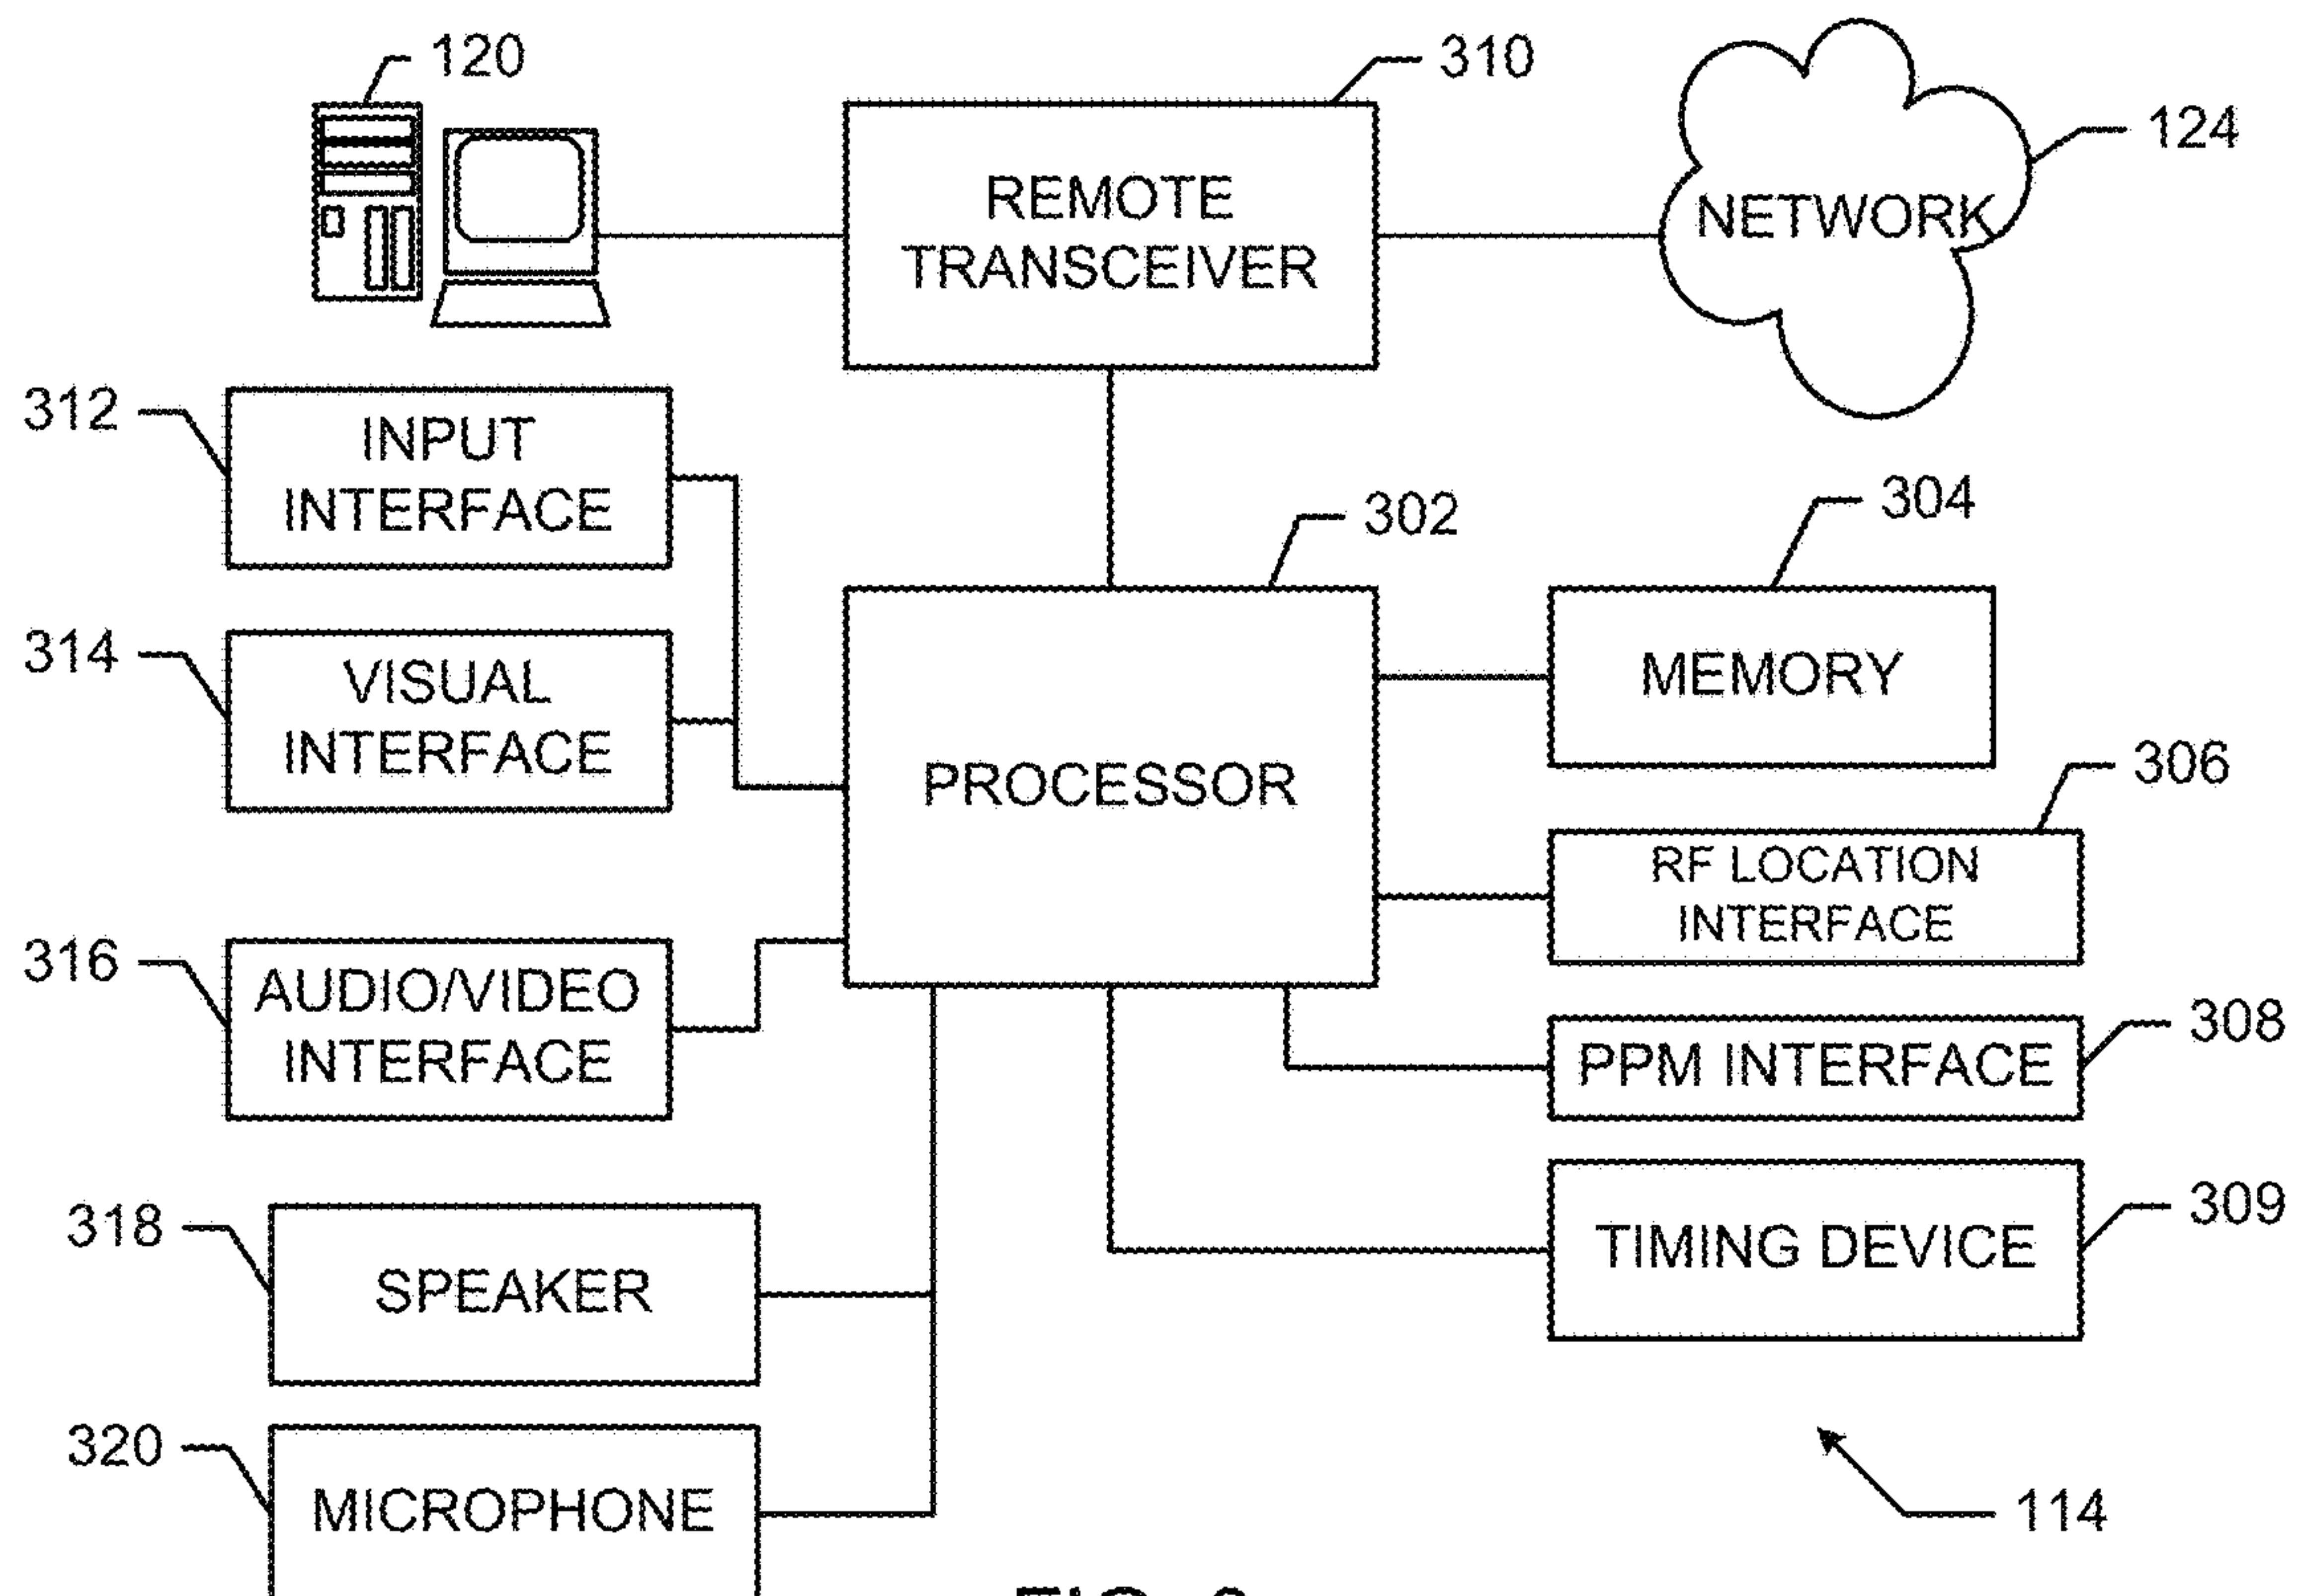 120
310
124
REMOTE
TRANSCEIVER
NETWORK
312
INPUT
INTERFACE
302
304
314
VISUAL
INTERFACE
PROCESSOR
MEMORY
306
RF LOCATION
INTERFACE
316
AUDIO/VIDEO
INTERFACE
308
PPM INTERFACE
318
SPEAKER
309
TIMING DEVICE
320
MICROPHONE
114